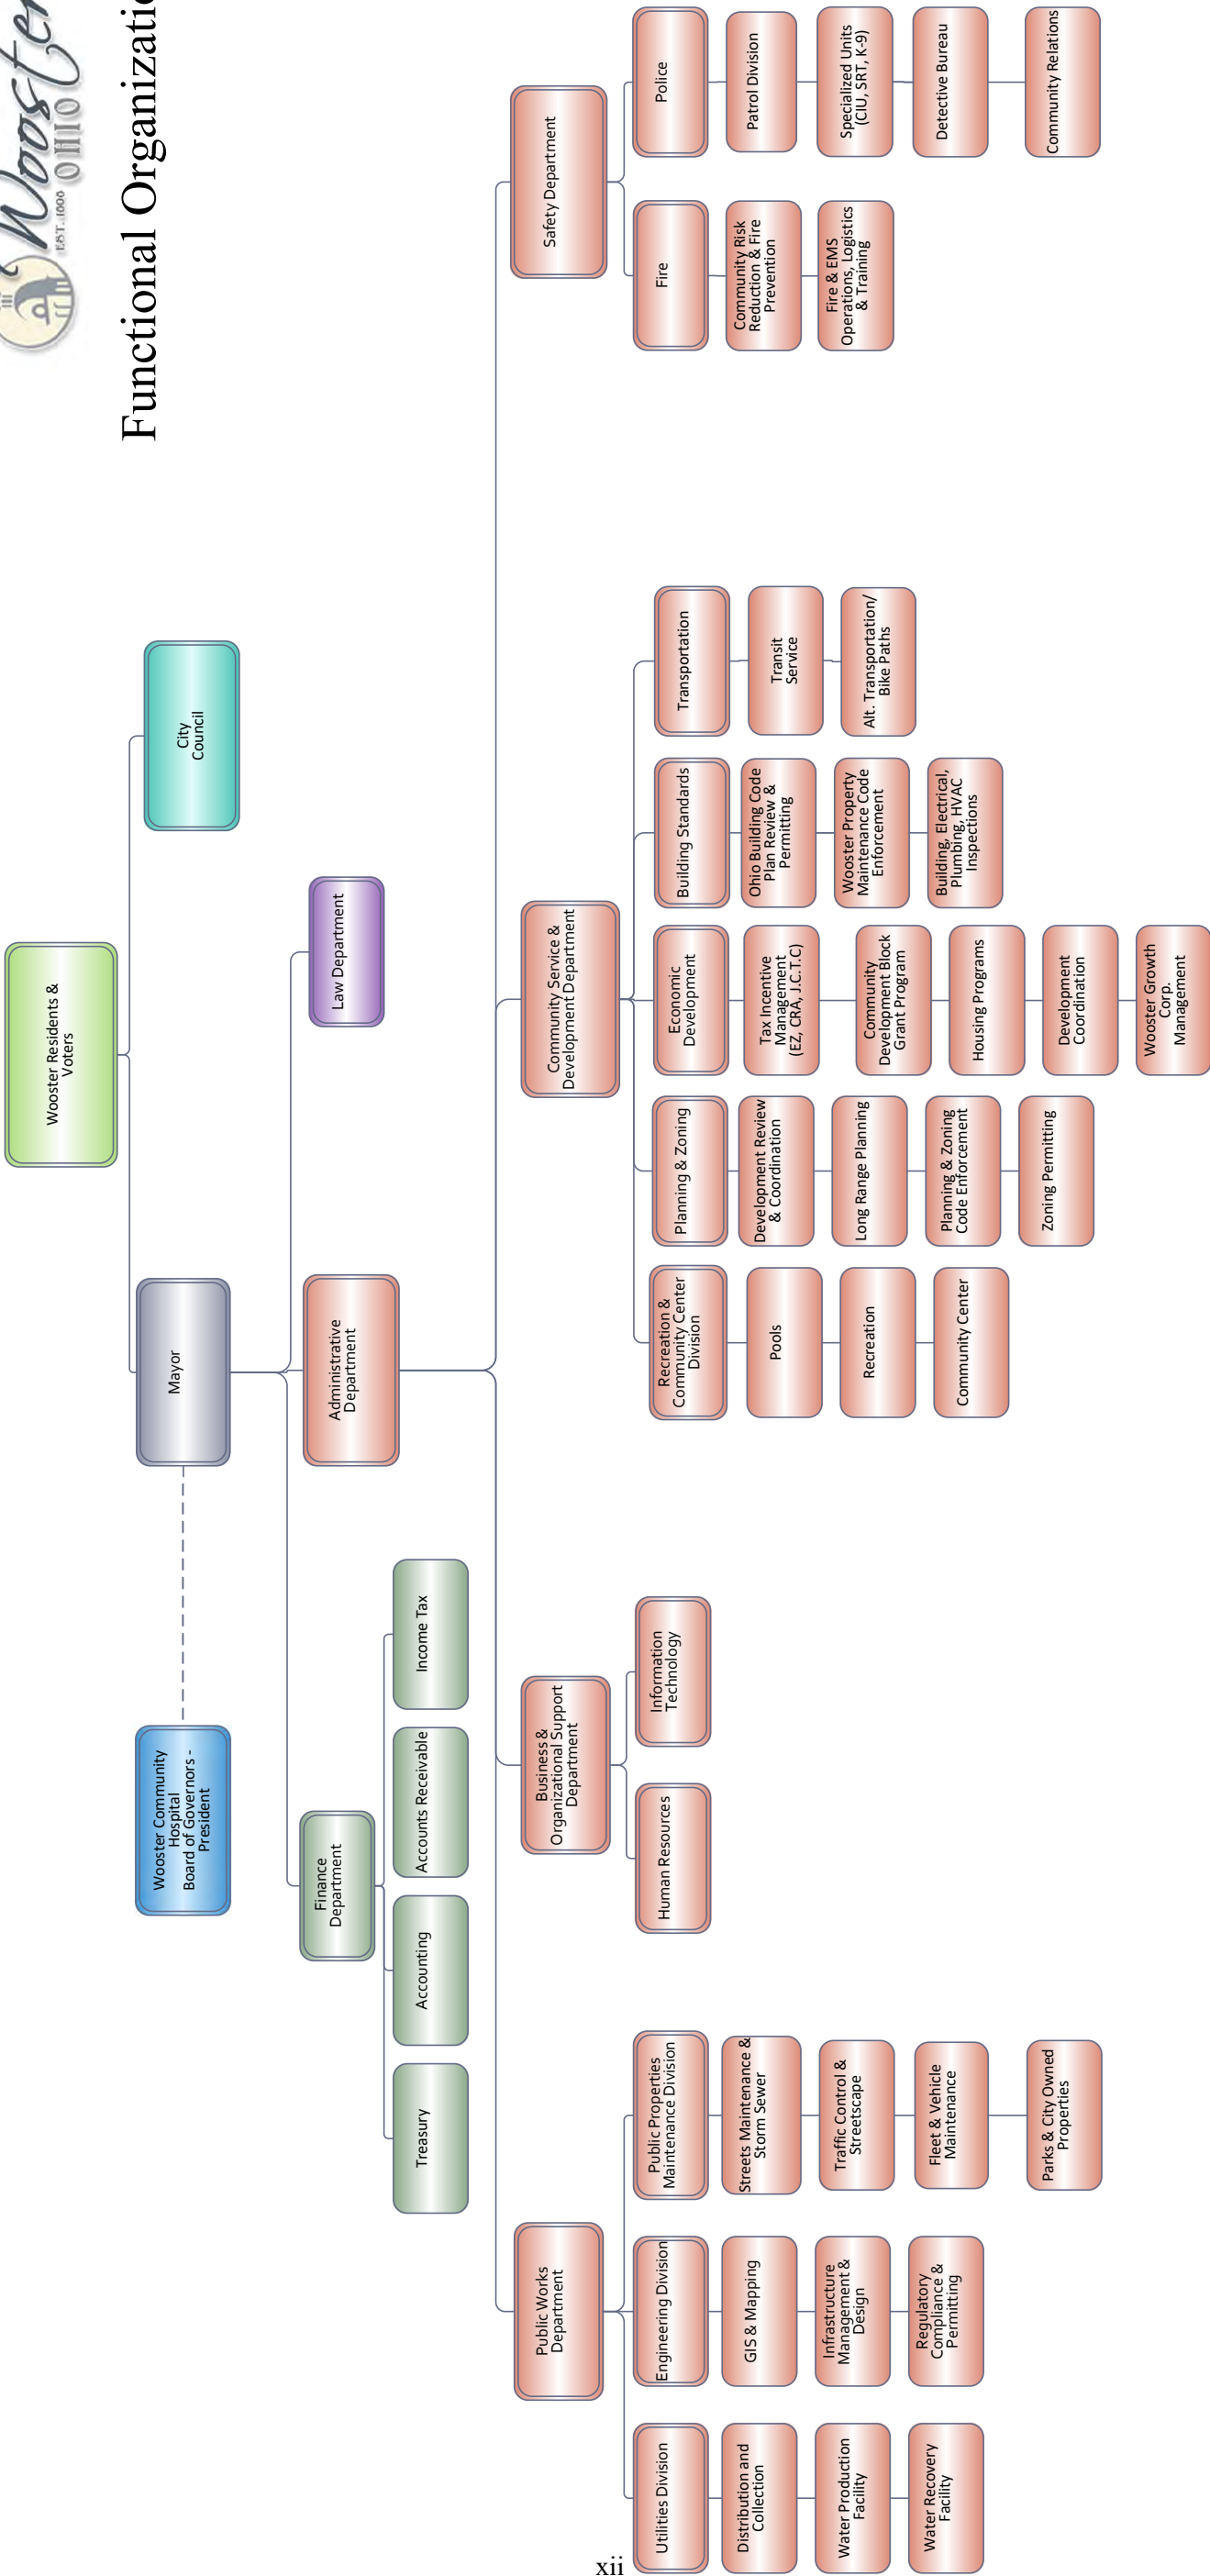 Wooster
EST. 1808
OHIO
Functional Organizatio
Wooster Residents &
Voters
City
Council
Mayor
Wooster Community
Hospital
Board of Governors -
President
Law Department
Administrative
Department
Finance
Department
Treasury
Accounting
Accounts Receivable
Income Tax
Public Works
Department
Business &
Organizational Support
Department
Community Service &
Development Department
Safety Department
Utilities Division
Distribution and
Collection
Water Production
Facility
Water Recovery
Facility
Engineering Division
GIS & Mapping
Infrastructure
Management &
Design
Regulatory
Compliance &
Permitting
Public Properties
Maintenance Division
Streets Maintenance &
Storm Sewer
Traffic Control &
Streetscape
Fleet & Vehicle
Maintenance
Parks & City Owned
Properties
Human Resources
Information
Technology
Recreation &
Community Center
Division
Pools
Recreation
Community Center
Planning & Zoning
Development Review
& Coordination
Long Range Planning
Planning & Zoning
Code Enforcement
Zoning Permitting
Economic
Development
Tax Incentive
Management
(EZ, CRA, J.C.T.C)
Community
Development Block
Grant Program
Housing Programs
Development
Coordination
Wooster Growth
Corp.
Management
Building Standards
Ohio Building Code
Plan Review &
Permitting
Wooster Property
Maintenance Code
Enforcement
Building, Electrical,
Plumbing, HVAC
Inspections
Transportation
Transit
Service
Alt. Transportation/
Bike Paths
Fire
Community Risk
Reduction & Fire
Prevention
Fire & EMS
Operations, Logistics
& Training
Police
Patrol Division
Specialized Units
(CIU, SRT, K-9)
Detective Bureau
Community Relations
xii